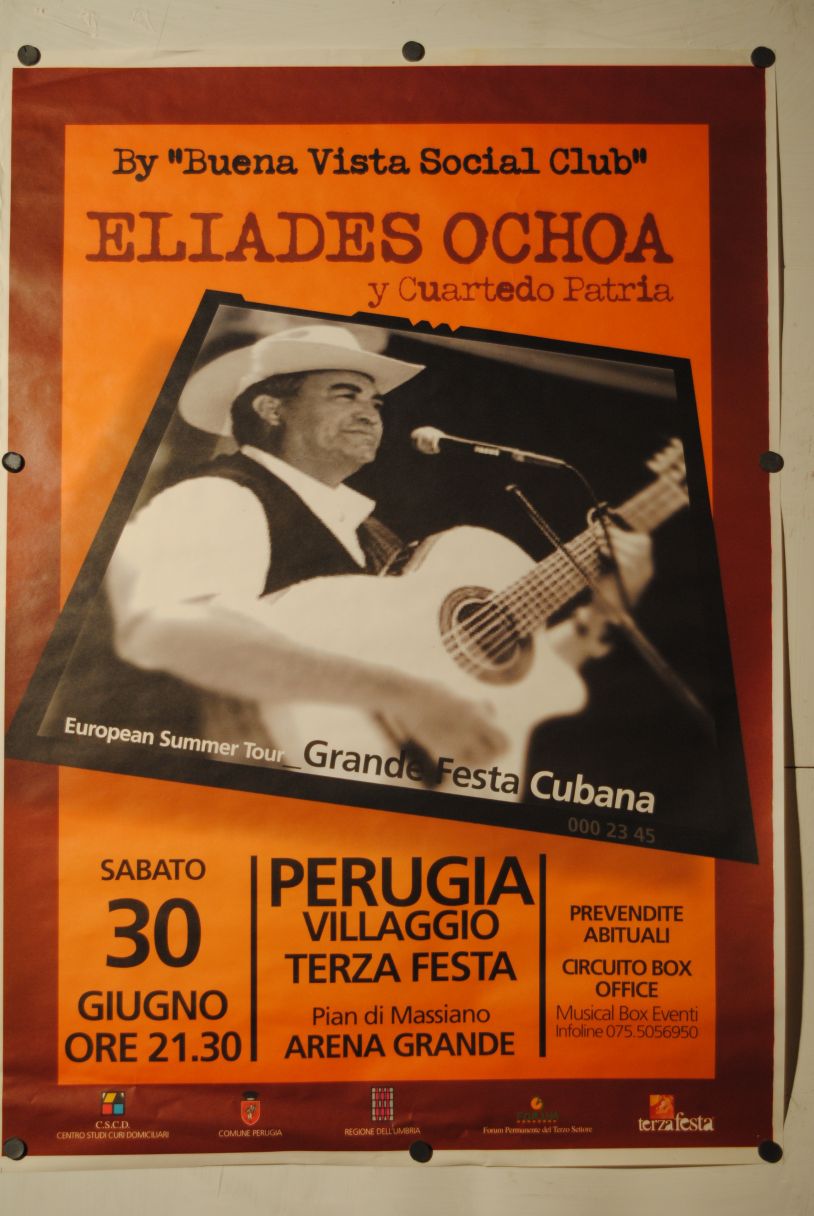 By "Buena Vista Social Club"
ELIADES OCHOA
y Cuartedo Patria
European Summer Tour_Grande Festa Cubana
000 23 45
SABATO
30
GIUGNO
ORE 21.30
PERUGIA
VILLAGGIO
TERZA FESTA
Pian di Massiano
ARENA GRANDE
PREVENDITE
ABITUALI
CIRCUITO BOX
OFFICE
Musical Box Eventi
Infoline 075.5056950
C.S.C.D.
CENTRO STUDI CURI DOMICILIARI
COMUNE PERUGIA
REGIONE DELL'UMBRIA
Forum Permanente del Terzo Settore
terzafesta